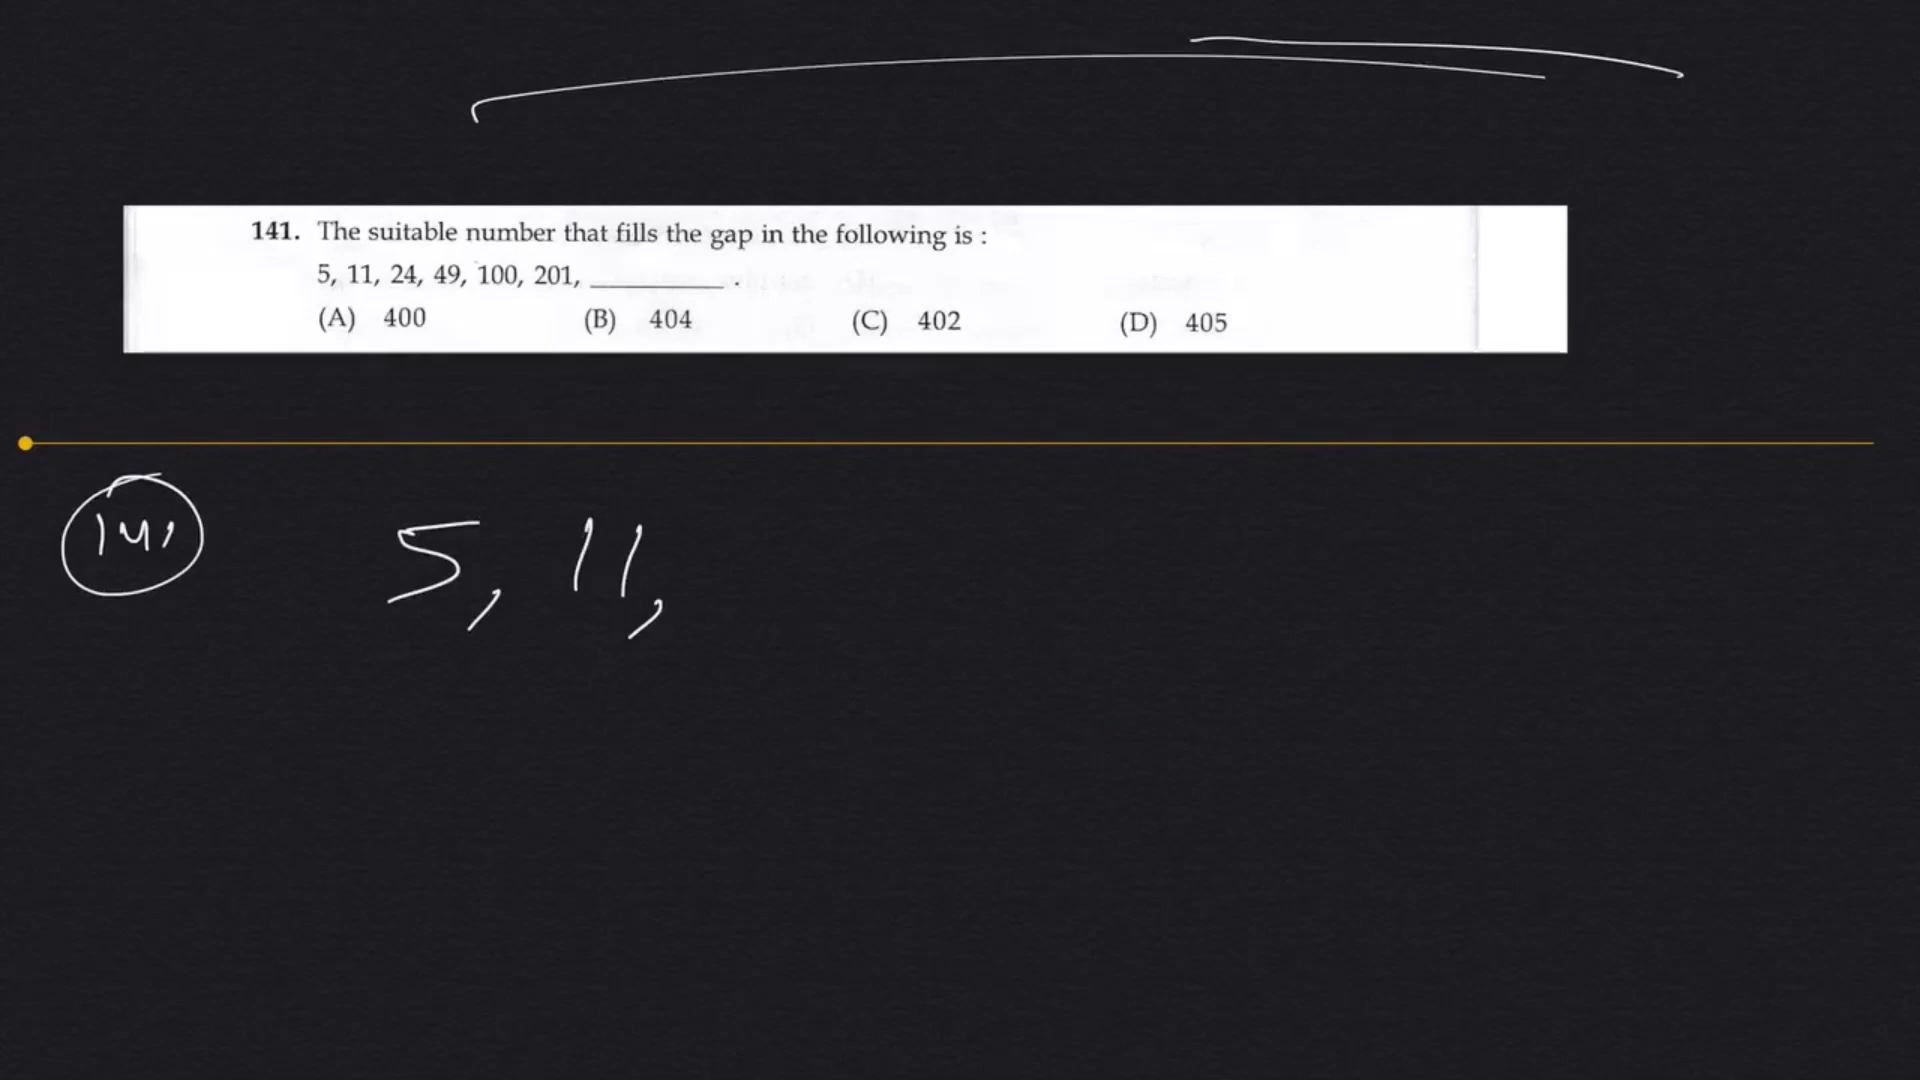 141. The suitable number that fills the gap in the following is :
5, 11, 24, 49, 100, 201, __________ .
(A) 400 (B) 404 (C) 402 (D) 405
141 5, 11,